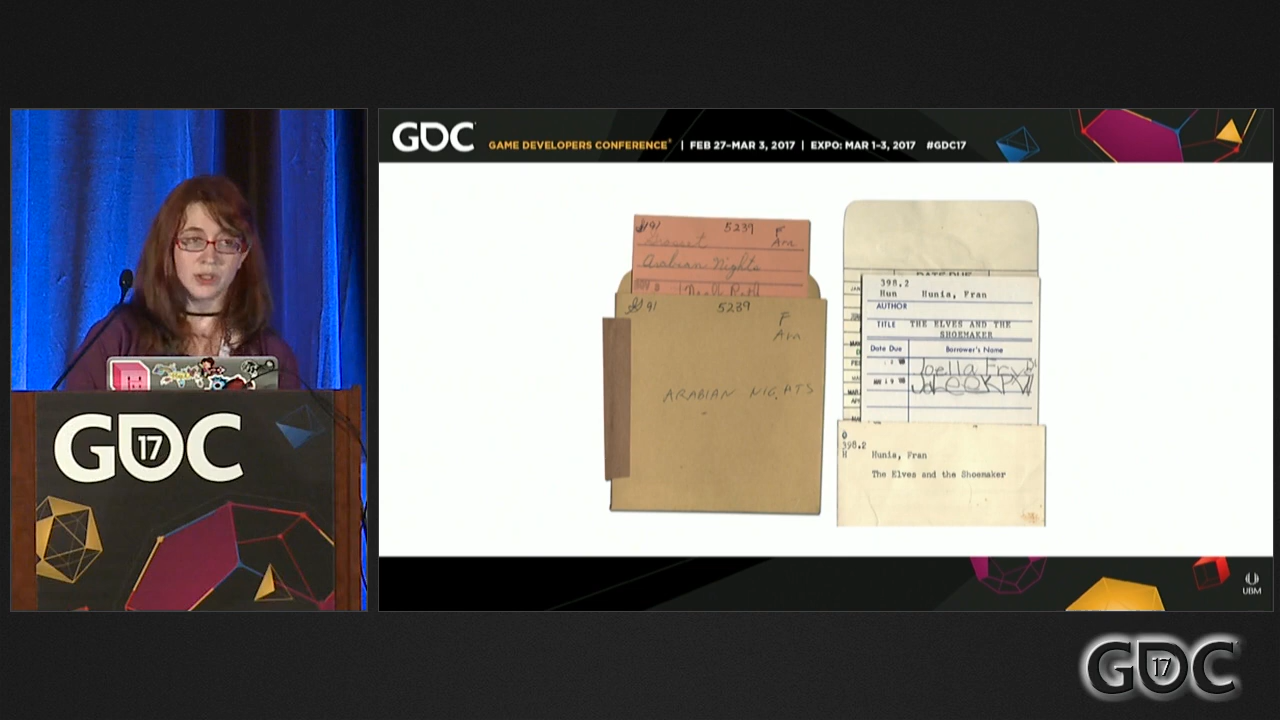 GDC GAME DEVELOPERS CONFERENCE | FEB 27–MAR 3, 2017 | EXPO: MAR 1–3, 2017 #GDC17
5239
F
Arabian Nights
5239
F
ARABIAN NIGHTS
DATE DUE
398.2
Hun Hunia, Fran
AUTHOR
TITLE THE ELVES AND THE
SHOEMAKER
Date Due Borrower's Name
398.2
H Hunia, Fran
The Elves and the Shoemaker
GDC
17
UBM
GDC
17